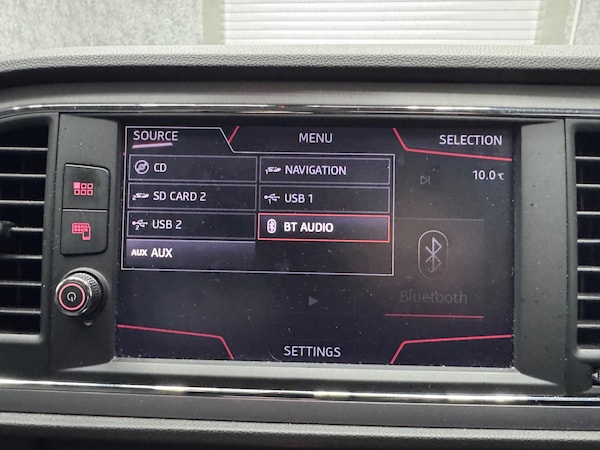 SOURCE MENU SELECTION
CD NAVIGATION
10.0°C
SD CARD 2 USB 1
USB 2 BT AUDIO
AUX AUX
Bluetooth
SETTINGS